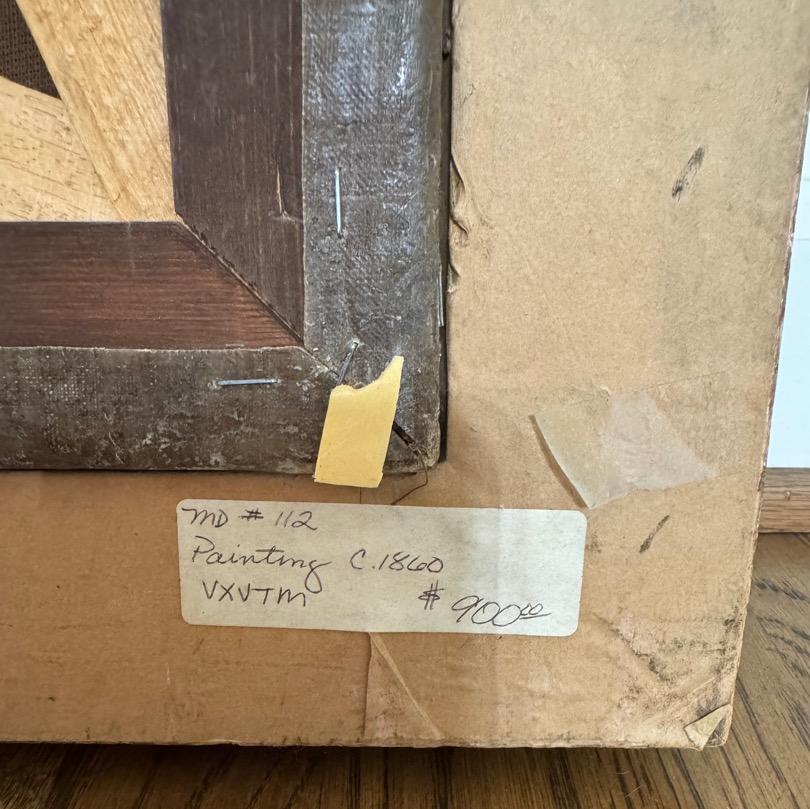 MD # 112
Painting C.1860
VXVTM $ 900.00